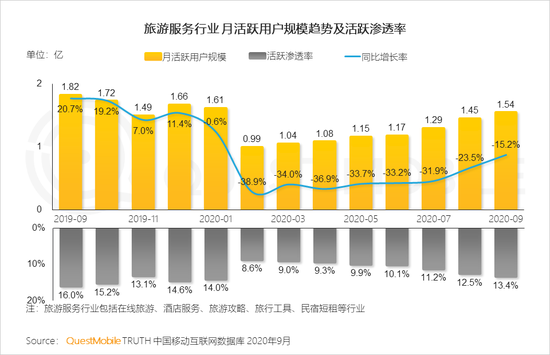 旅游服务行业 月活跃用户规模趋势及活跃渗透率
单位：亿
月活跃用户规模 活跃渗透率 同比增长率
2
1.82 1.72 1.49 1.66 1.61 0.99 1.04 1.08 1.15 1.17 1.29 1.45 1.54
20.7% 19.2% 7.0% 11.4% -0.6% -38.9% -34.0% -36.9% -33.7% -33.2% -31.9% -23.5% -15.2%
1
0
2019-09 2019-11 2020-01 2020-03 2020-05 2020-07 2020-09
0%
10%
20%
16.0% 15.2% 13.1% 14.6% 14.0% 8.6% 9.0% 9.3% 9.9% 10.1% 11.2% 12.5% 13.4%
注：旅游服务行业包括在线旅游、酒店服务、旅游攻略、旅行工具、民宿短租等行业
Source： QuestMobile TRUTH 中国移动互联网数据库 2020年9月